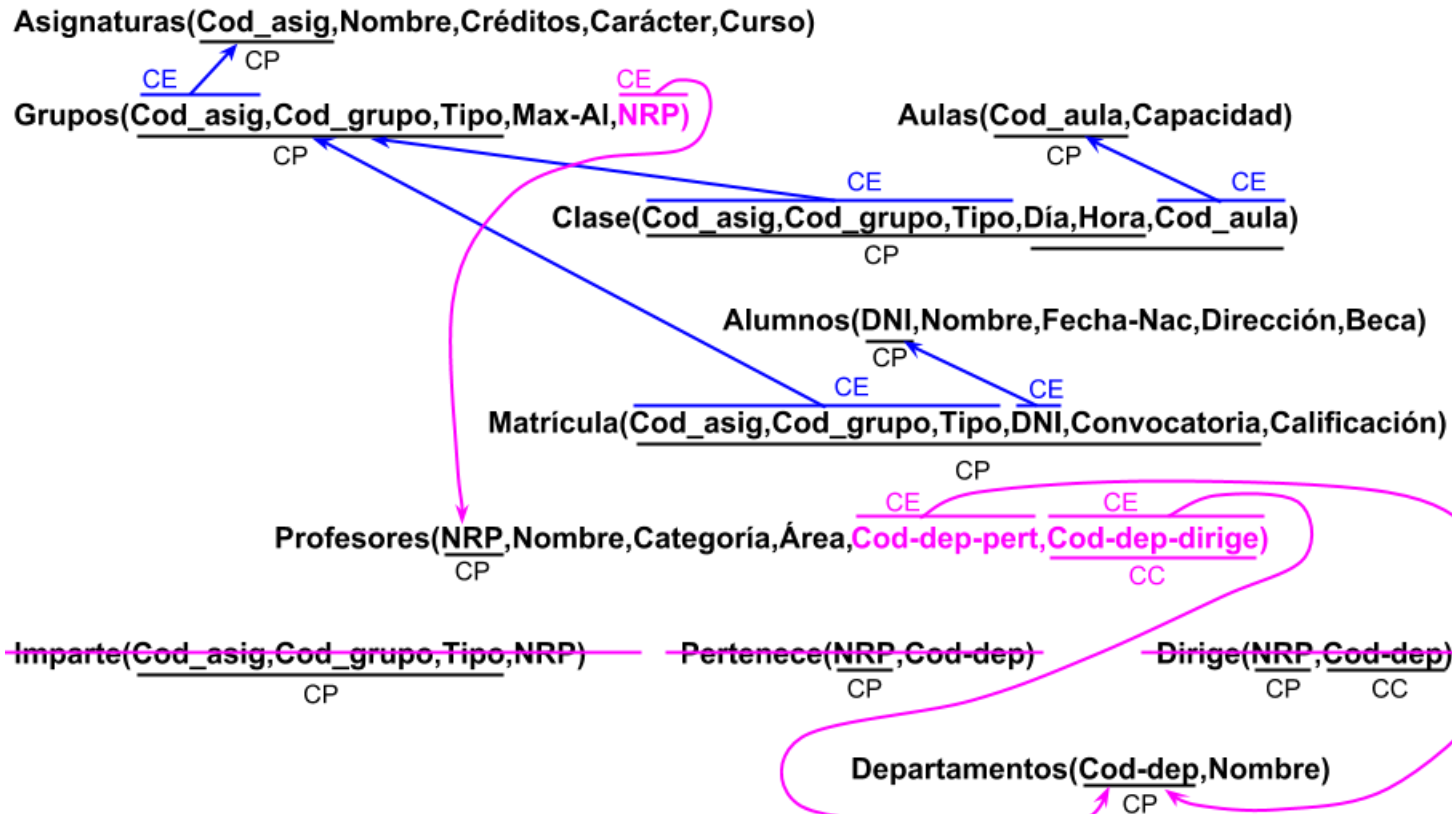 Asignaturas(Cod_asig,Nombre,Créditos,Carácter,Curso)
CP
CE
CE
Grupos(Cod_asig,Cod_grupo,Tipo,Max-Al,NRP)
Aulas(Cod_aula,Capacidad)
CP
CP
CE
CE
Clase(Cod_asig,Cod_grupo,Tipo,Día,Hora,Cod_aula)
CP
Alumnos(DNI,Nombre,Fecha-Nac,Dirección,Beca)
CP
CE
CE
Matrícula(Cod_asig,Cod_grupo,Tipo,DNI,Convocatoria,Calificación)
CP
CE
CE
Profesores(NRP,Nombre,Categoría,Área,Cod-dep-pert,Cod-dep-dirige)
CP
CC
Imparte(Cod_asig,Cod_grupo,Tipo,NRP)
Pertenece(NRP,Cod-dep)
Dirige(NRP,Cod-dep)
CP
CP
CP
CC
Departamentos(Cod-dep,Nombre)
CP